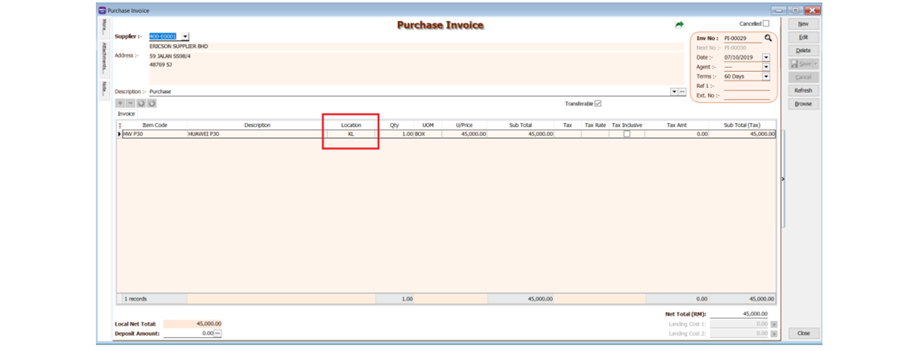 Purchase Invoice
Purchase Invoice
Cancelled
New
Edit
Delete
Save
Cancel
Refresh
Browse
More...
Attachments...
Note...
Supplier :- 400-E0001
ERICSON SUPPLIER BHD
Address :- 59 JALAN SS98/4
48769 SJ
Inv No : PI-00029
Next No :- PI-00030
Date :- 07/10/2019
Agent :- ----
Terms :- 60 Days
Ref 1 :-
Ext. No :-
Description :- Purchase
Transferable
Invoice
Item Code Description Location Qty UOM U/Price Sub Total Tax Tax Rate Tax Inclusive Tax Amt Sub Total (Tax)
HW P30 HUAWEI P30 KL 1.00 BOX 45,000.00 45,000.00 0.00 45,000.00
1 records 1.00 45,000.00 0.00 45,000.00
Net Total (RM): 45,000.00
Local Net Total: 45,000.00 Landing Cost 1: 0.00
Deposit Amount: 0.00 Landing Cost 2: 0.00
Close